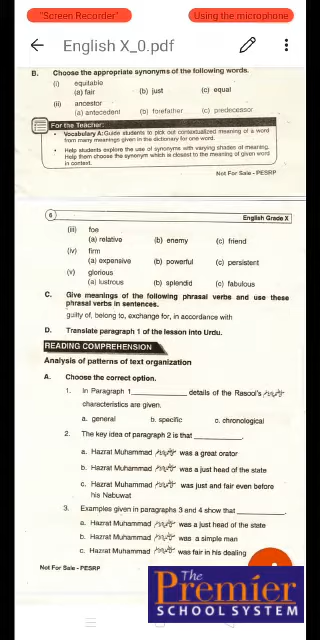 "Screen Recorder"
Using the microphone
English X_0.pdf
B. Choose the appropriate synonyms of the following words.
(i) equitable
(a) fair (b) just (c) equal
(ii) ancestor
(a) antecedent (b) forefather (c) predecessor
For the Teacher:
• Vocabulary A: Guide students to pick out contextualized meaning of a word
from many meanings given in the dictionary for one word.
• Help students explore the use of synonyms with varying shades of meaning.
Help them choose the synonym which is closest to the meaning of given word
in context.
Not For Sale - PESRP
6 English Grade X
(iii) foe
(a) relative (b) enemy (c) friend
(iv) firm
(a) expensive (b) powerful (c) persistent
(v) glorious
(a) lustrous (b) splendid (c) fabulous
C. Give meanings of the following phrasal verbs and use these
phrasal verbs in sentences.
guilty of, belong to, exchange for, in accordance with
D. Translate paragraph 1 of the lesson into Urdu.
READING COMPREHENSION
Analysis of patterns of text organization
A. Choose the correct option.
1. In Paragraph 1____________ details of the Rasool's
characteristics are given.
a. general b. specific c. chronological
2. The key idea of paragraph 2 is that __________.
a. Hazrat Muhammad was a great orator
b. Hazrat Muhammad was a just head of the state
c. Hazrat Muhammad was just and fair even before
his Nabuwat
3. Examples given in paragraphs 3 and 4 show that __________.
a. Hazrat Muhammad was a just head of the state
b. Hazrat Muhammad was a simple man
c. Hazrat Muhammad was fair in his dealing
Not For Sale - PESRP
The
Premier
SCHOOL SYSTEM